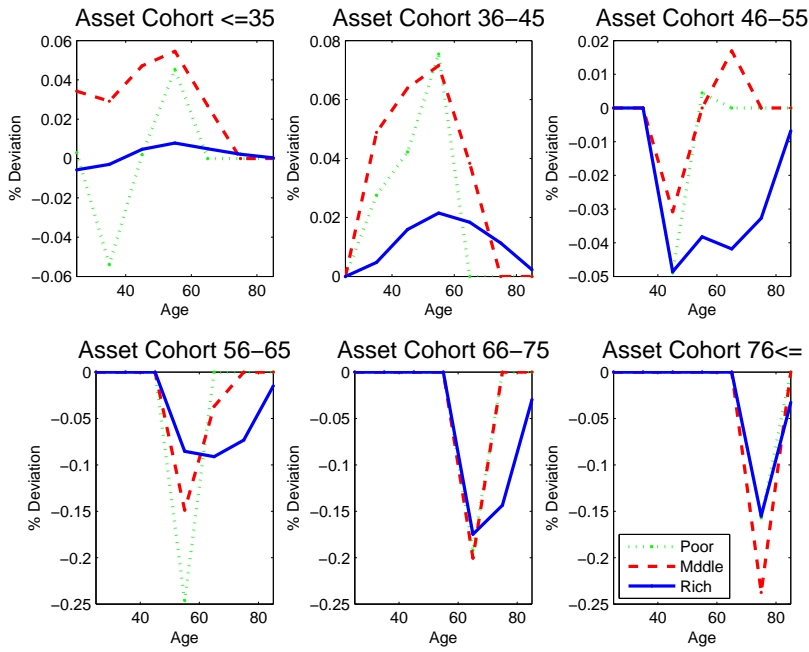 Asset Cohort <=35
0.06
0.04
0.02
0
−0.02
−0.04
−0.06
% Deviation
40 60 80
Age
Asset Cohort 36−45
0.08
0.06
0.04
0.02
0
% Deviation
40 60 80
Age
Asset Cohort 46−55
0.02
0.01
0
−0.01
−0.02
−0.03
−0.04
−0.05
% Deviation
40 60 80
Age
Asset Cohort 56−65
0
−0.05
−0.1
−0.15
−0.2
−0.25
% Deviation
40 60 80
Age
Asset Cohort 66−75
0
−0.05
−0.1
−0.15
−0.2
−0.25
% Deviation
40 60 80
Age
Asset Cohort 76<=
0
−0.05
−0.1
−0.15
−0.2
−0.25
% Deviation
40 60 80
Age
Poor
Mddle
Rich